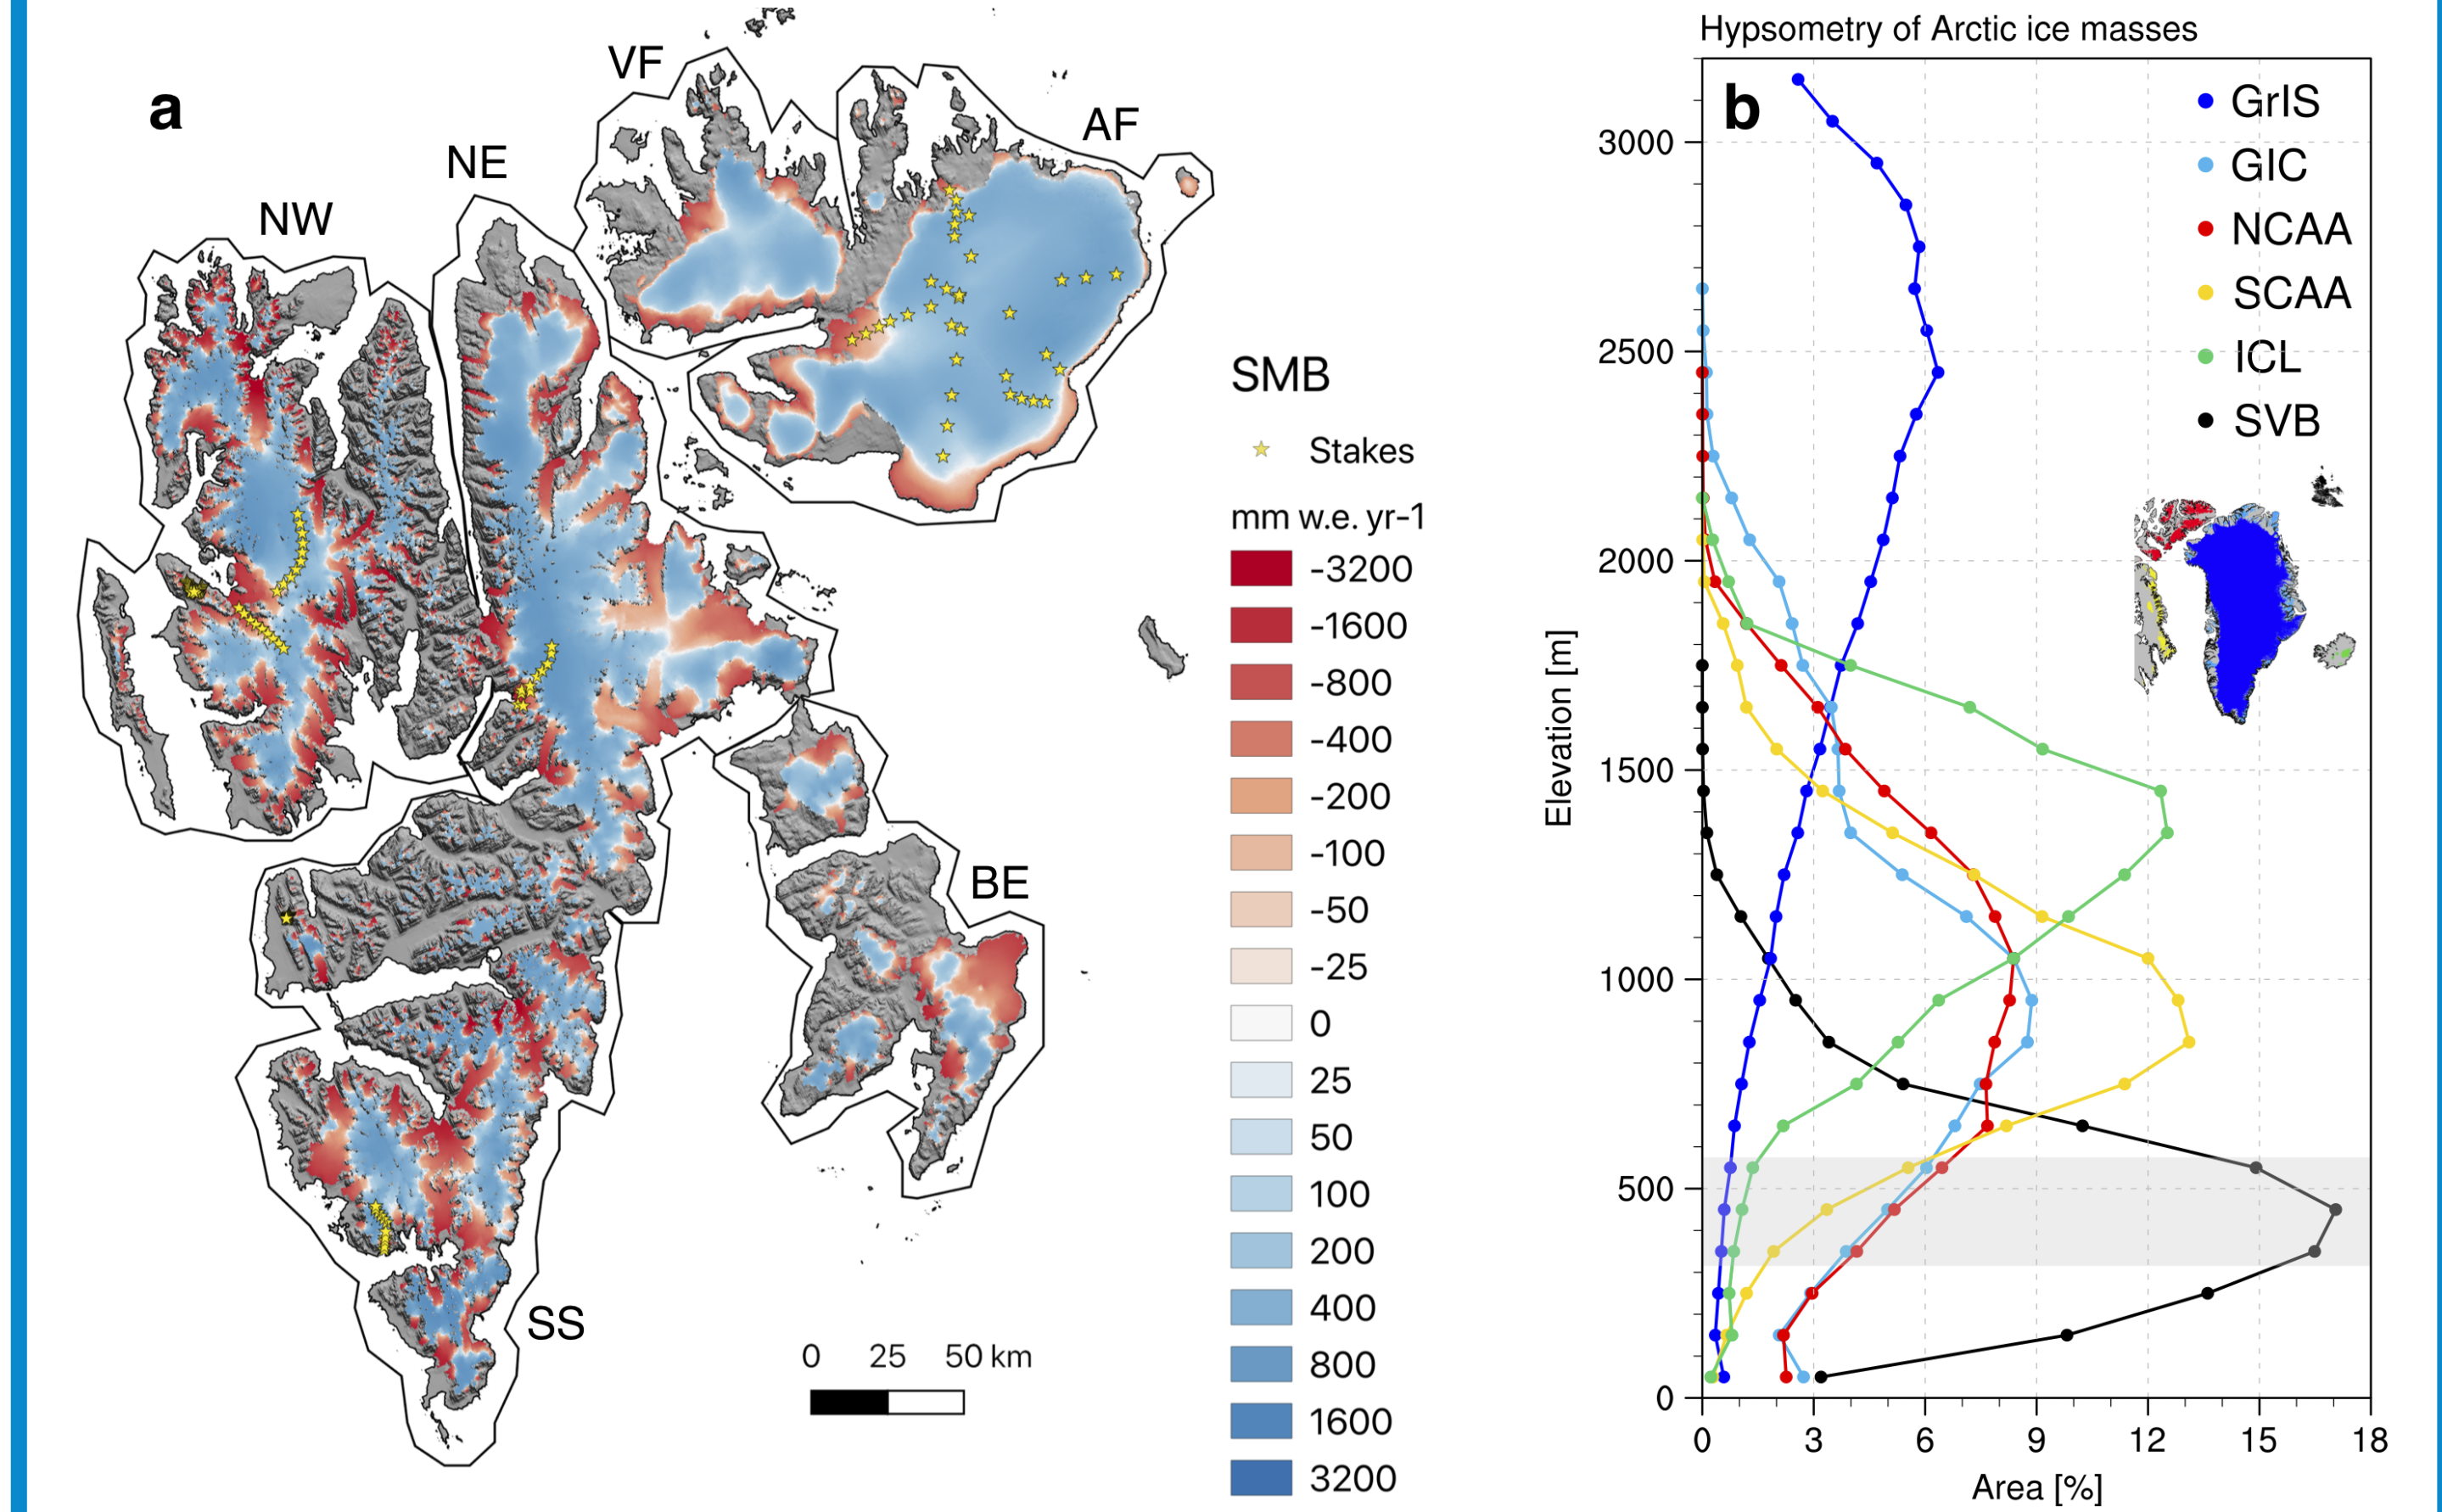 a
VF
AF
NE
NW
BE
SS
0 25 50 km
SMB
Stakes
mm w.e. yr-1
-3200
-1600
-800
-400
-200
-100
-50
-25
0
25
50
100
200
400
800
1600
3200
Hypsometry of Arctic ice masses
b
GrIS
GIC
NCAA
SCAA
ICL
SVB
Elevation [m]
3000
2500
2000
1500
1000
500
0
0 3 6 9 12 15 18
Area [%]